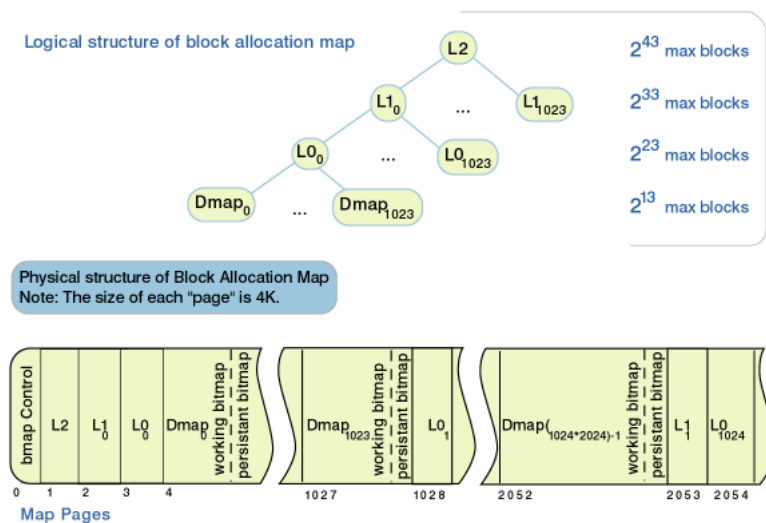 Logical structure of block allocation map
L2
2^43 max blocks
L1_0 ... L1_1023
2^33 max blocks
L0_0 ... L0_1023
2^23 max blocks
Dmap_0 ... Dmap_1023
2^13 max blocks
Physical structure of Block Allocation Map
Note: The size of each "page" is 4K.
bmap Control
L2
L1_0
L0_0
Dmap_0
working bitmap
persistant bitmap
Dmap_1023
working bitmap
persistant bitmap
L0_1
Dmap(_1024*2024)-1
working bitmap
persistant bitmap
L1_1
L0_1024
0 1 2 3 4 1027 1028 2052 2053 2054
Map Pages